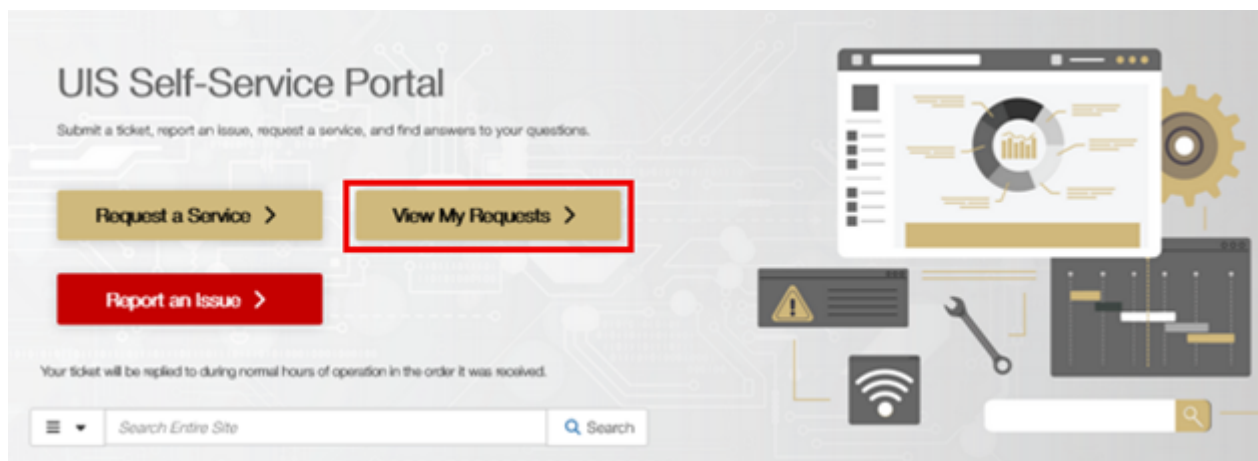 UIS Self-Service Portal
Submit a ticket, report an issue, request a service, and find answers to your questions.
Request a Service
View My Requests
Report an Issue
Your ticket will be replied to during normal hours of operation in the order it was received.
Search Entire Site
Search